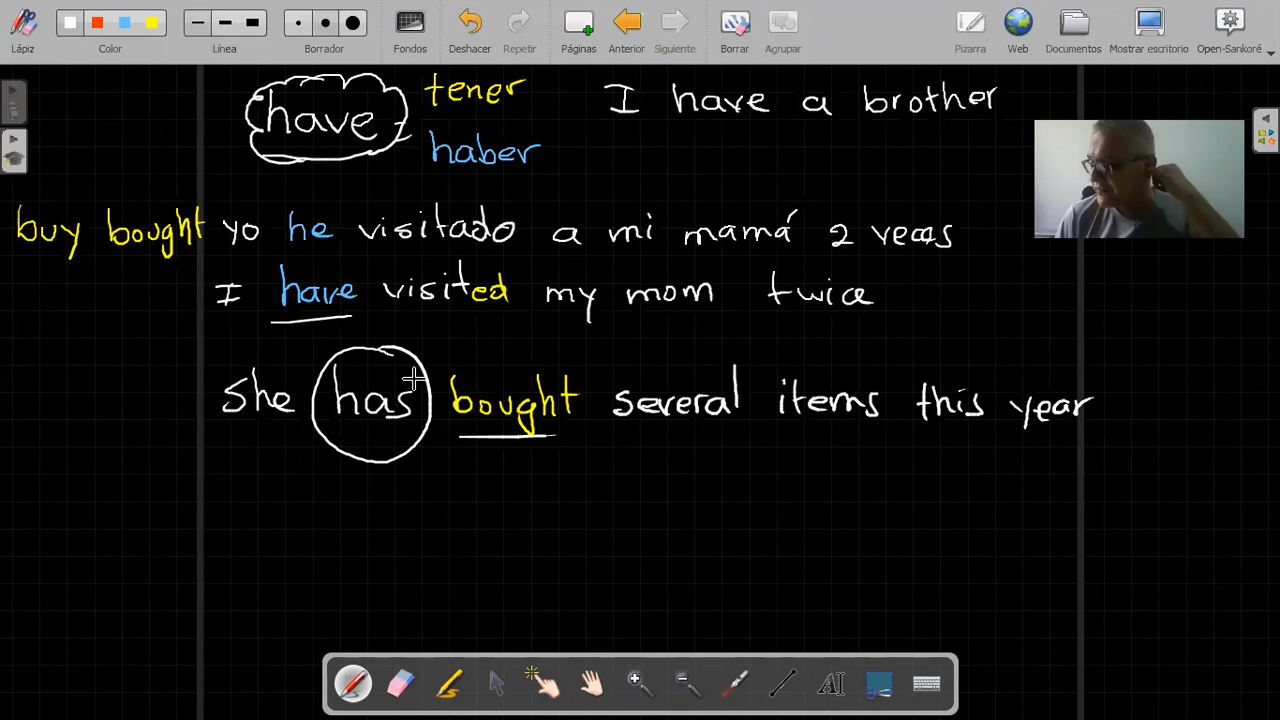 Lápiz Color Línea Borrador Fondos Deshacer Repetir Páginas Anterior Siguiente Borrar Agrupar Pizarra Web Documentos Mostrar escritorio Open-Sankoré
have tener I have a brother
haber
buy bought yo he visitado a mi mamá 2 veces
I have visited my mom twice
She has bought several items this year
AI